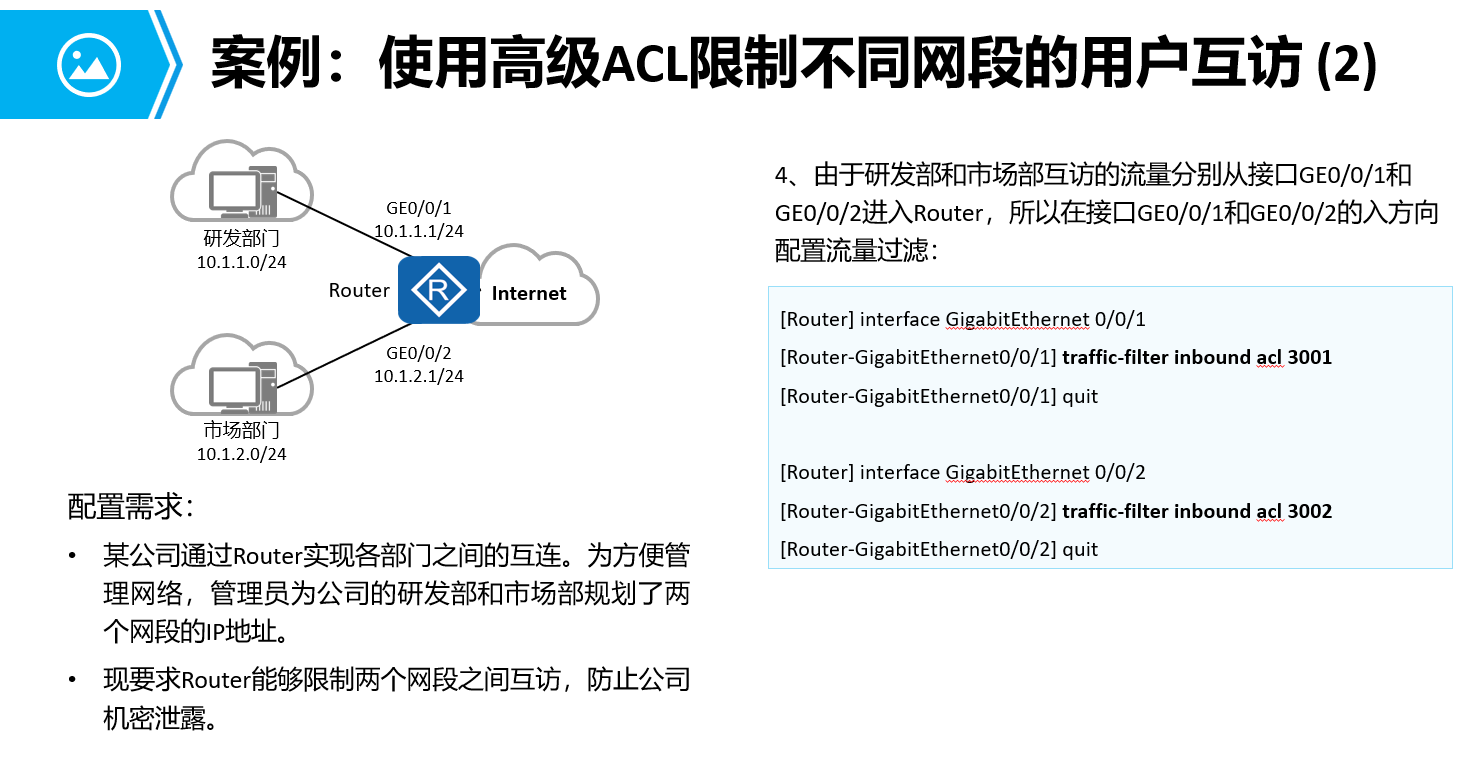 案例：使用高级ACL限制不同网段的用户互访 (2)
研发部门
10.1.1.0/24
GE0/0/1
10.1.1.1/24
Router
R
Internet
GE0/0/2
10.1.2.1/24
市场部门
10.1.2.0/24
配置需求：
• 某公司通过Router实现各部门之间的互连。为方便管
理网络，管理员为公司的研发部和市场部规划了两
个网段的IP地址。
• 现要求Router能够限制两个网段之间互访，防止公司
机密泄露。
4、由于研发部和市场部互访的流量分别从接口GE0/0/1和
GE0/0/2进入Router，所以在接口GE0/0/1和GE0/0/2的入方向
配置流量过滤：
[Router] interface GigabitEthernet 0/0/1
[Router-GigabitEthernet0/0/1] traffic-filter inbound acl 3001
[Router-GigabitEthernet0/0/1] quit
[Router] interface GigabitEthernet 0/0/2
[Router-GigabitEthernet0/0/2] traffic-filter inbound acl 3002
[Router-GigabitEthernet0/0/2] quit